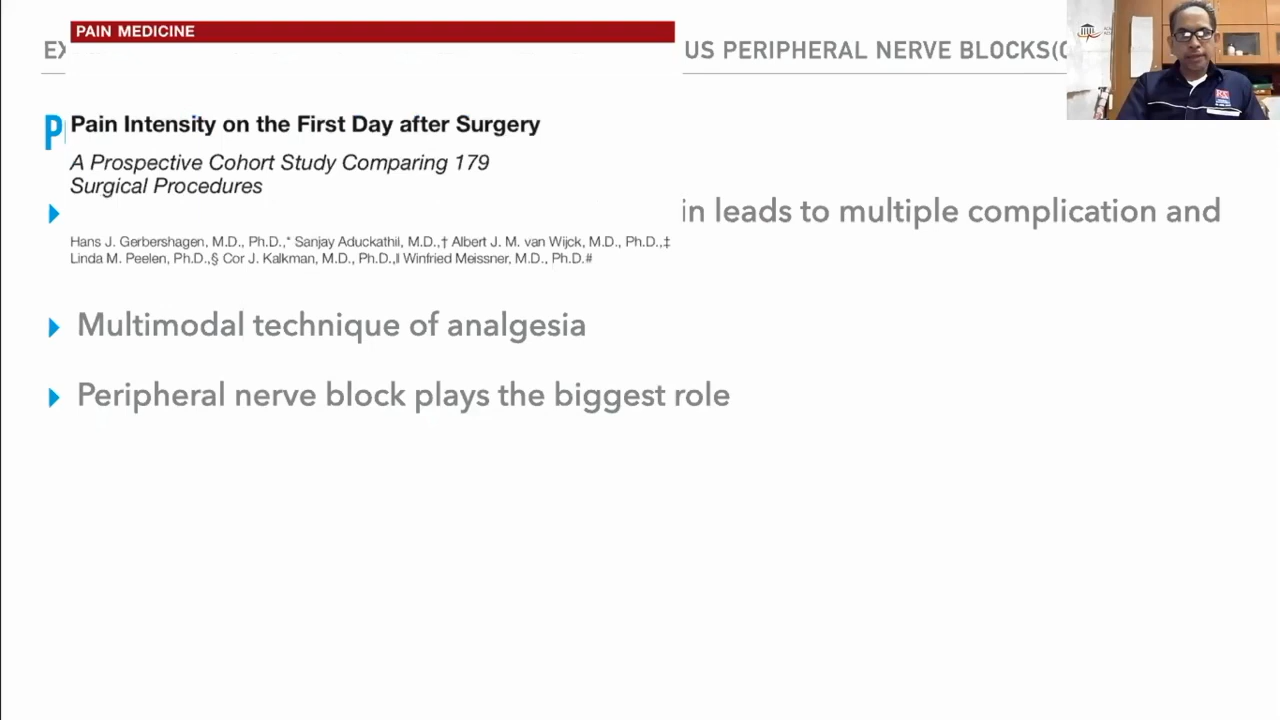 PAIN MEDICINE
EX US PERIPHERAL NERVE BLOCKS(C
Pain Intensity on the First Day after Surgery
A Prospective Cohort Study Comparing 179
Surgical Procedures
in leads to multiple complication and
Hans J. Gerbershagen, M.D., Ph.D.,* Sanjay Aduckathil, M.D.,† Albert J. M. van Wijck, M.D., Ph.D.,‡
Linda M. Peelen, Ph.D.,§ Cor J. Kalkman, M.D., Ph.D.,‖ Winfried Meissner, M.D., Ph.D.#
Multimodal technique of analgesia
Peripheral nerve block plays the biggest role